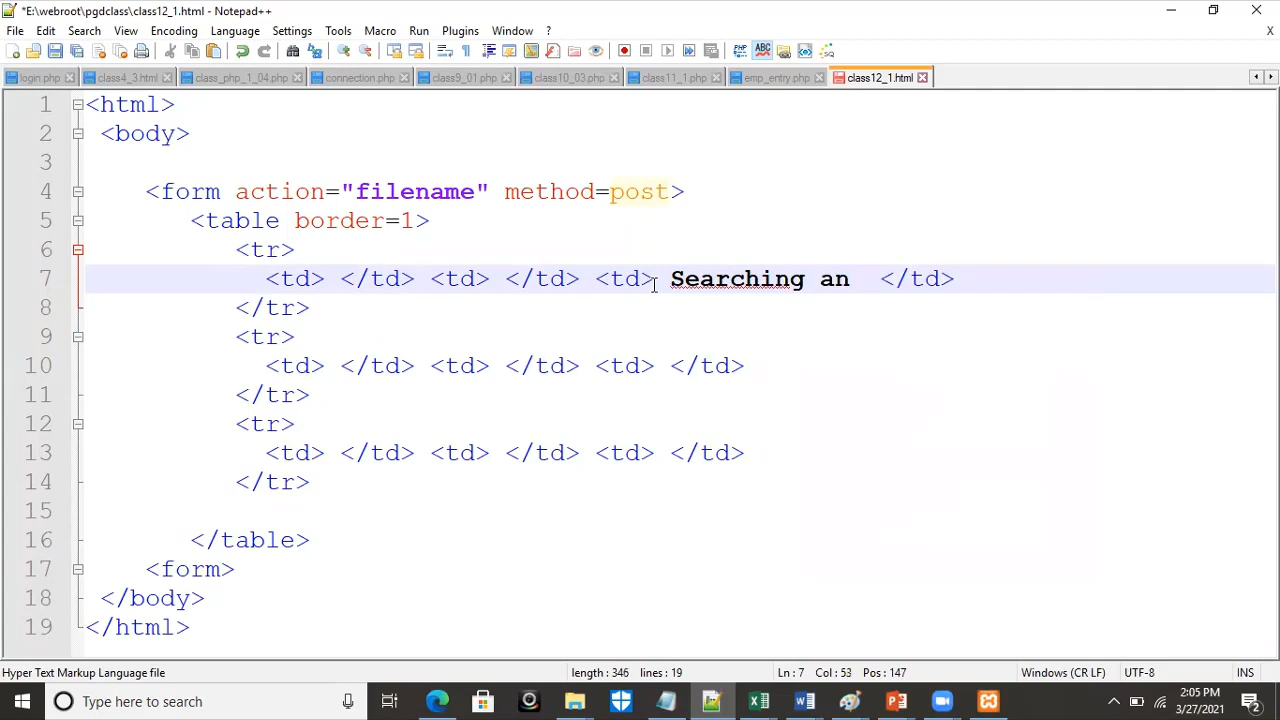 *E:\webroot\pgdclass\class12_1.html - Notepad++
File Edit Search View Encoding Language Settings Tools Macro Run Plugins Window ? X
login.php class4_3.html class_php_1_04.php connection.php class9_01.php class10_03.php class11_1.php emp_entry.php class12_1.html
1 <html>
2 <body>
3
4 <form action="filename" method=post>
5 <table border=1>
6 <tr>
7 <td> </td> <td> </td> <td> Searching an </td>
8 </tr>
9 <tr>
10 <td> </td> <td> </td> <td> </td>
11 </tr>
12 <tr>
13 <td> </td> <td> </td> <td> </td>
14 </tr>
15
16 </table>
17 <form>
18 </body>
19 </html>
Hyper Text Markup Language file length : 346 lines : 19 Ln : 7 Col : 53 Pos : 147 Windows (CR LF) UTF-8 INS
Type here to search 2:05 PM
3/27/2021 2